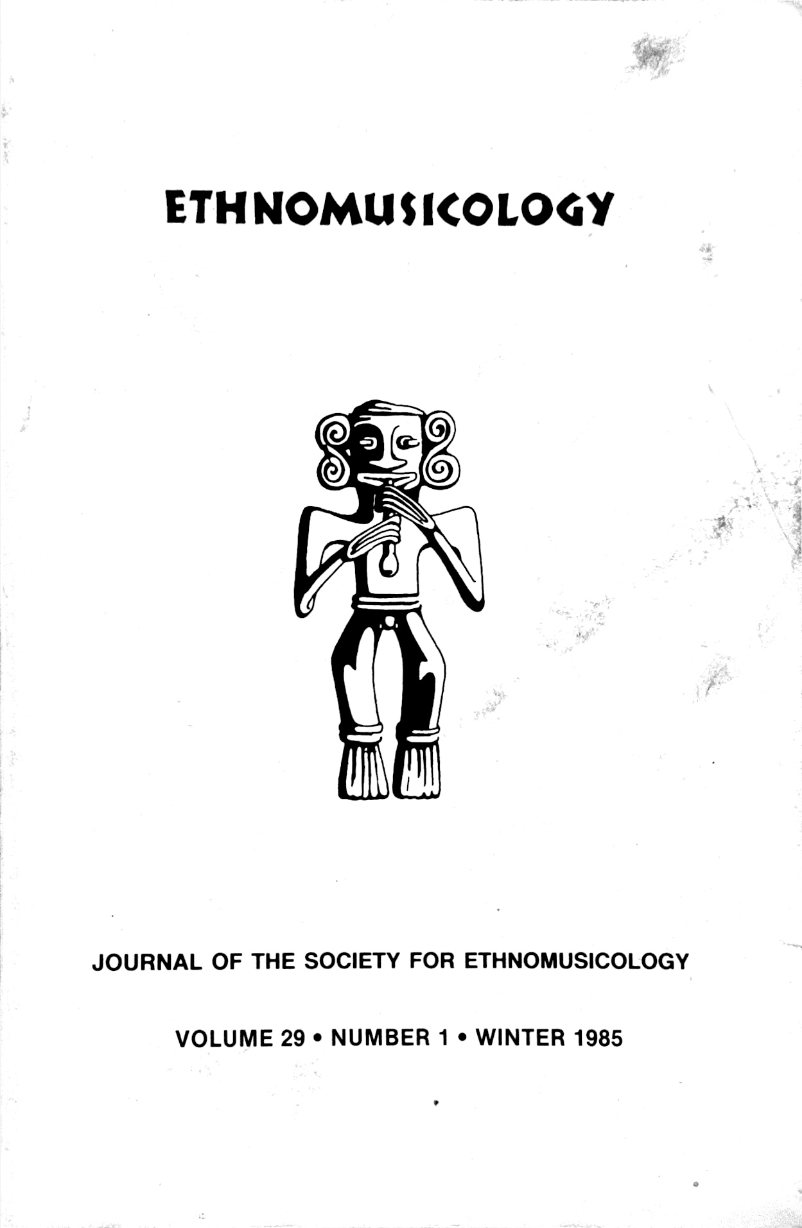 ETHNOMUSICOLOGY
JOURNAL OF THE SOCIETY FOR ETHNOMUSICOLOGY
VOLUME 29 • NUMBER 1 • WINTER 1985